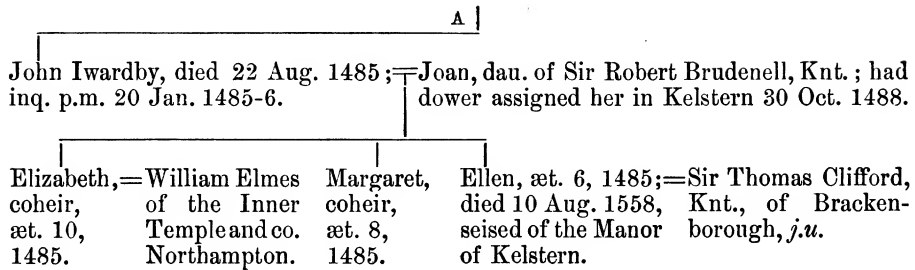 A
John Iwardby, died 22 Aug. 1485;=Joan, dau. of Sir Robert Brudenell, Knt.; had
inq. p.m. 20 Jan. 1485-6. dower assigned her in Kelstern 30 Oct. 1488.
Elizabeth,=William Elmes Margaret, Ellen, æt. 6, 1485;=Sir Thomas Clifford,
coheir, of the Inner coheir, died 10 Aug. 1558, Knt., of Bracken-
æt. 10, Temple and co. æt. 8, seised of the Manor borough, j.u.
1485. Northampton. 1485. of Kelstern.